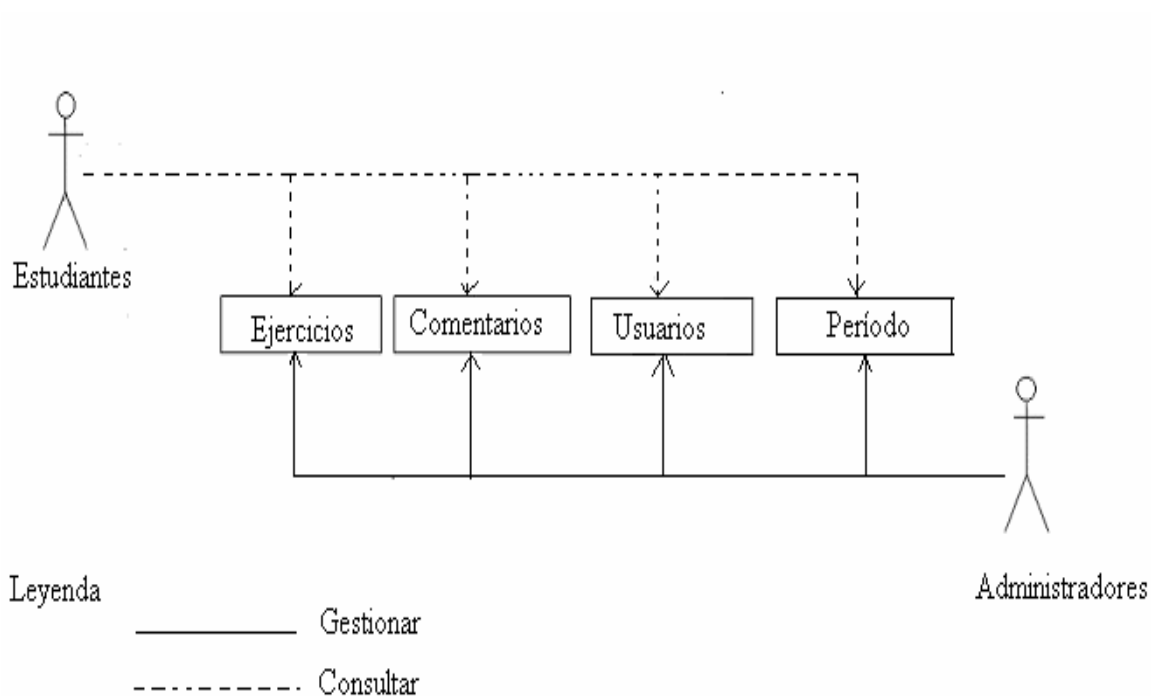 Estudiantes
Ejercicios
Comentarios
Usuarios
Período
Administradores
Leyenda
Gestionar
Consultar